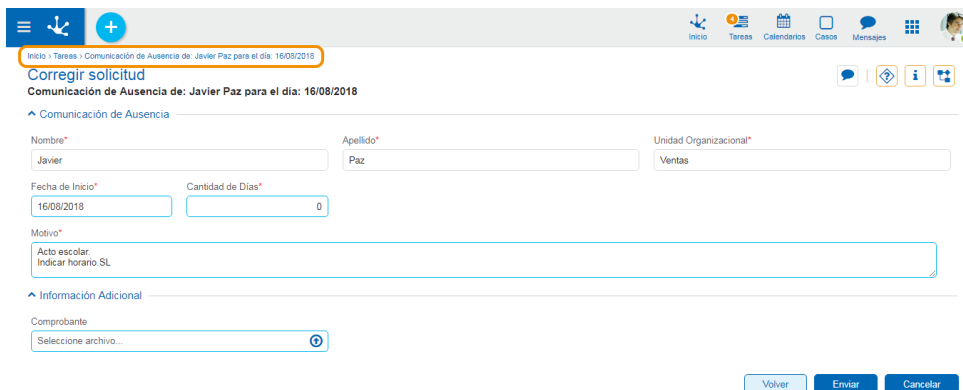 Inicio
4
Tareas
Calendarios
Casos
Mensajes
Inicio › Tareas › Comunicación de Ausencia de: Javier Paz para el día: 16/08/2018
Corregir solicitud
Comunicación de Ausencia de: Javier Paz para el día: 16/08/2018
Comunicación de Ausencia
Nombre* Apellido* Unidad Organizacional*
Javier Paz Ventas
Fecha de Inicio* Cantidad de Días*
16/08/2018 0
Motivo*
Acto escolar.
Indicar horario.SL
Información Adicional
Comprobante
Seleccione archivo...
Volver Enviar Cancelar